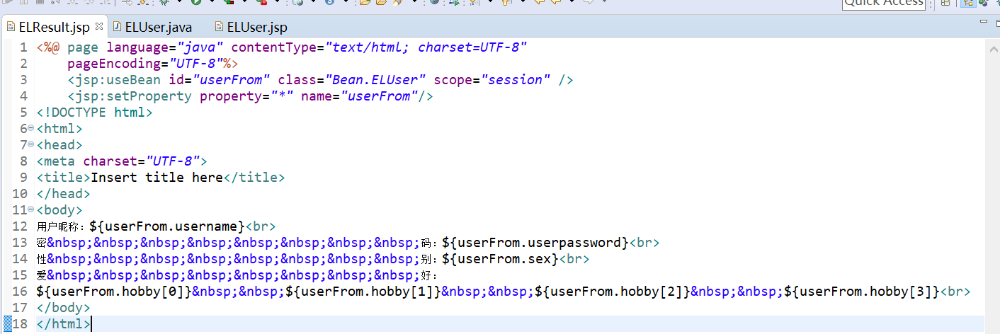 Quick Access
ELResult.jsp ELUser.java ELUser.jsp
1 <%@ page language="java" contentType="text/html; charset=UTF-8"
2 pageEncoding="UTF-8"%>
3 <jsp:useBean id="userFrom" class="Bean.ELUser" scope="session" />
4 <jsp:setProperty property="*" name="userFrom"/>
5 <!DOCTYPE html>
6 <html>
7 <head>
8 <meta charset="UTF-8">
9 <title>Insert title here</title>
10 </head>
11 <body>
12 用户昵称：${userFrom.username}<br>
13 密&nbsp;&nbsp;&nbsp;&nbsp;&nbsp;&nbsp;&nbsp;&nbsp;码：${userFrom.userpassword}<br>
14 性&nbsp;&nbsp;&nbsp;&nbsp;&nbsp;&nbsp;&nbsp;&nbsp;别：${userFrom.sex}<br>
15 爱&nbsp;&nbsp;&nbsp;&nbsp;&nbsp;&nbsp;&nbsp;&nbsp;好：
16 ${userFrom.hobby[0]}&nbsp;&nbsp;${userFrom.hobby[1]}&nbsp;&nbsp;${userFrom.hobby[2]}&nbsp;&nbsp;${userFrom.hobby[3]}<br>
17 </body>
18 </html>